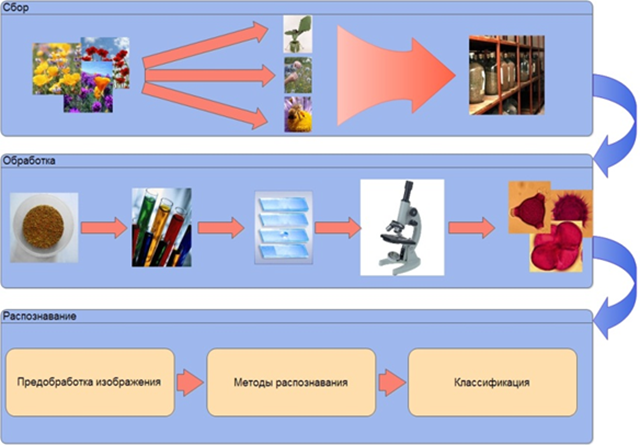 Сбор
Обработка
Распознавание
Предобработка изображения
Методы распознавания
Классификация